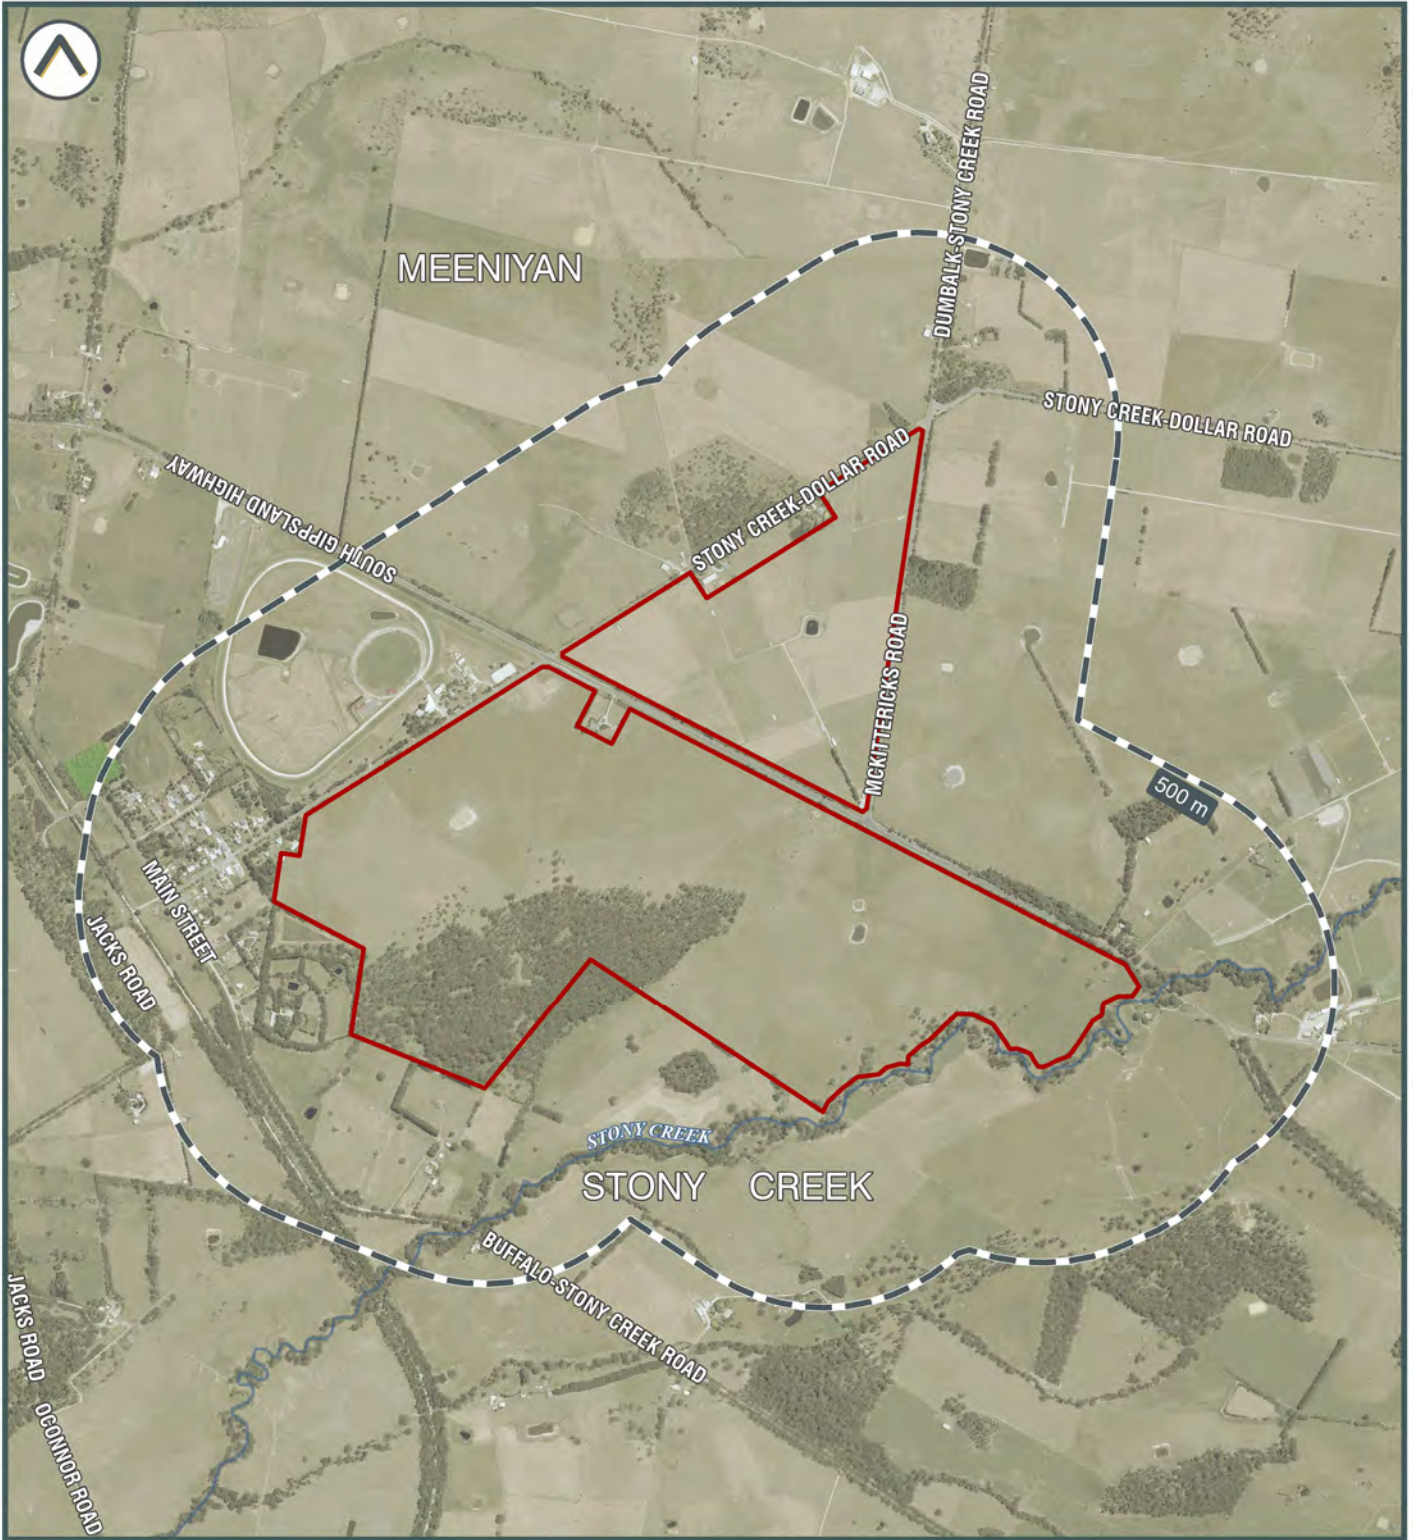 DUMBALK-STONY CREEK ROAD
MEENIYAN
STONY CREEK-DOLLAR ROAD
STONY CREEK-DOLLAR ROAD
SOUTH GIPPSLAND HIGHWAY
MCKITTERICKS ROAD
500 m
MAIN STREET
JACKS ROAD
STONY CREEK
STONY CREEK
BUFFALO-STONY CREEK ROAD
JACKS ROAD
OCONNOR ROAD